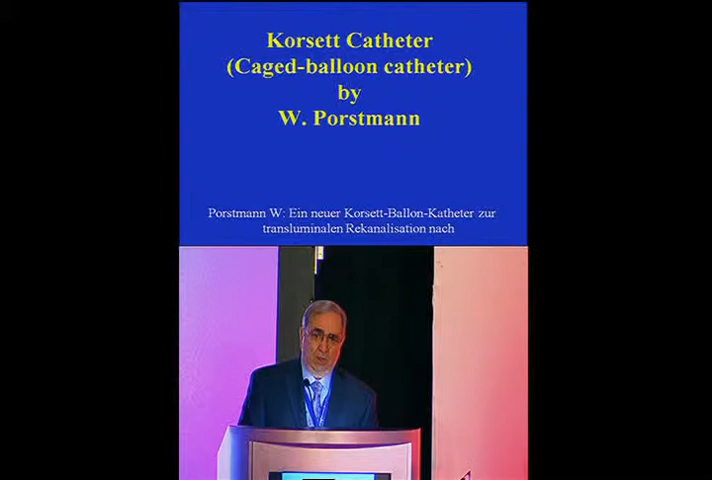 Korsett Catheter
(Caged-balloon catheter)
by
W. Porstmann
Porstmann W: Ein neuer Korsett-Ballon-Katheter zur
transluminalen Rekanalisation nach